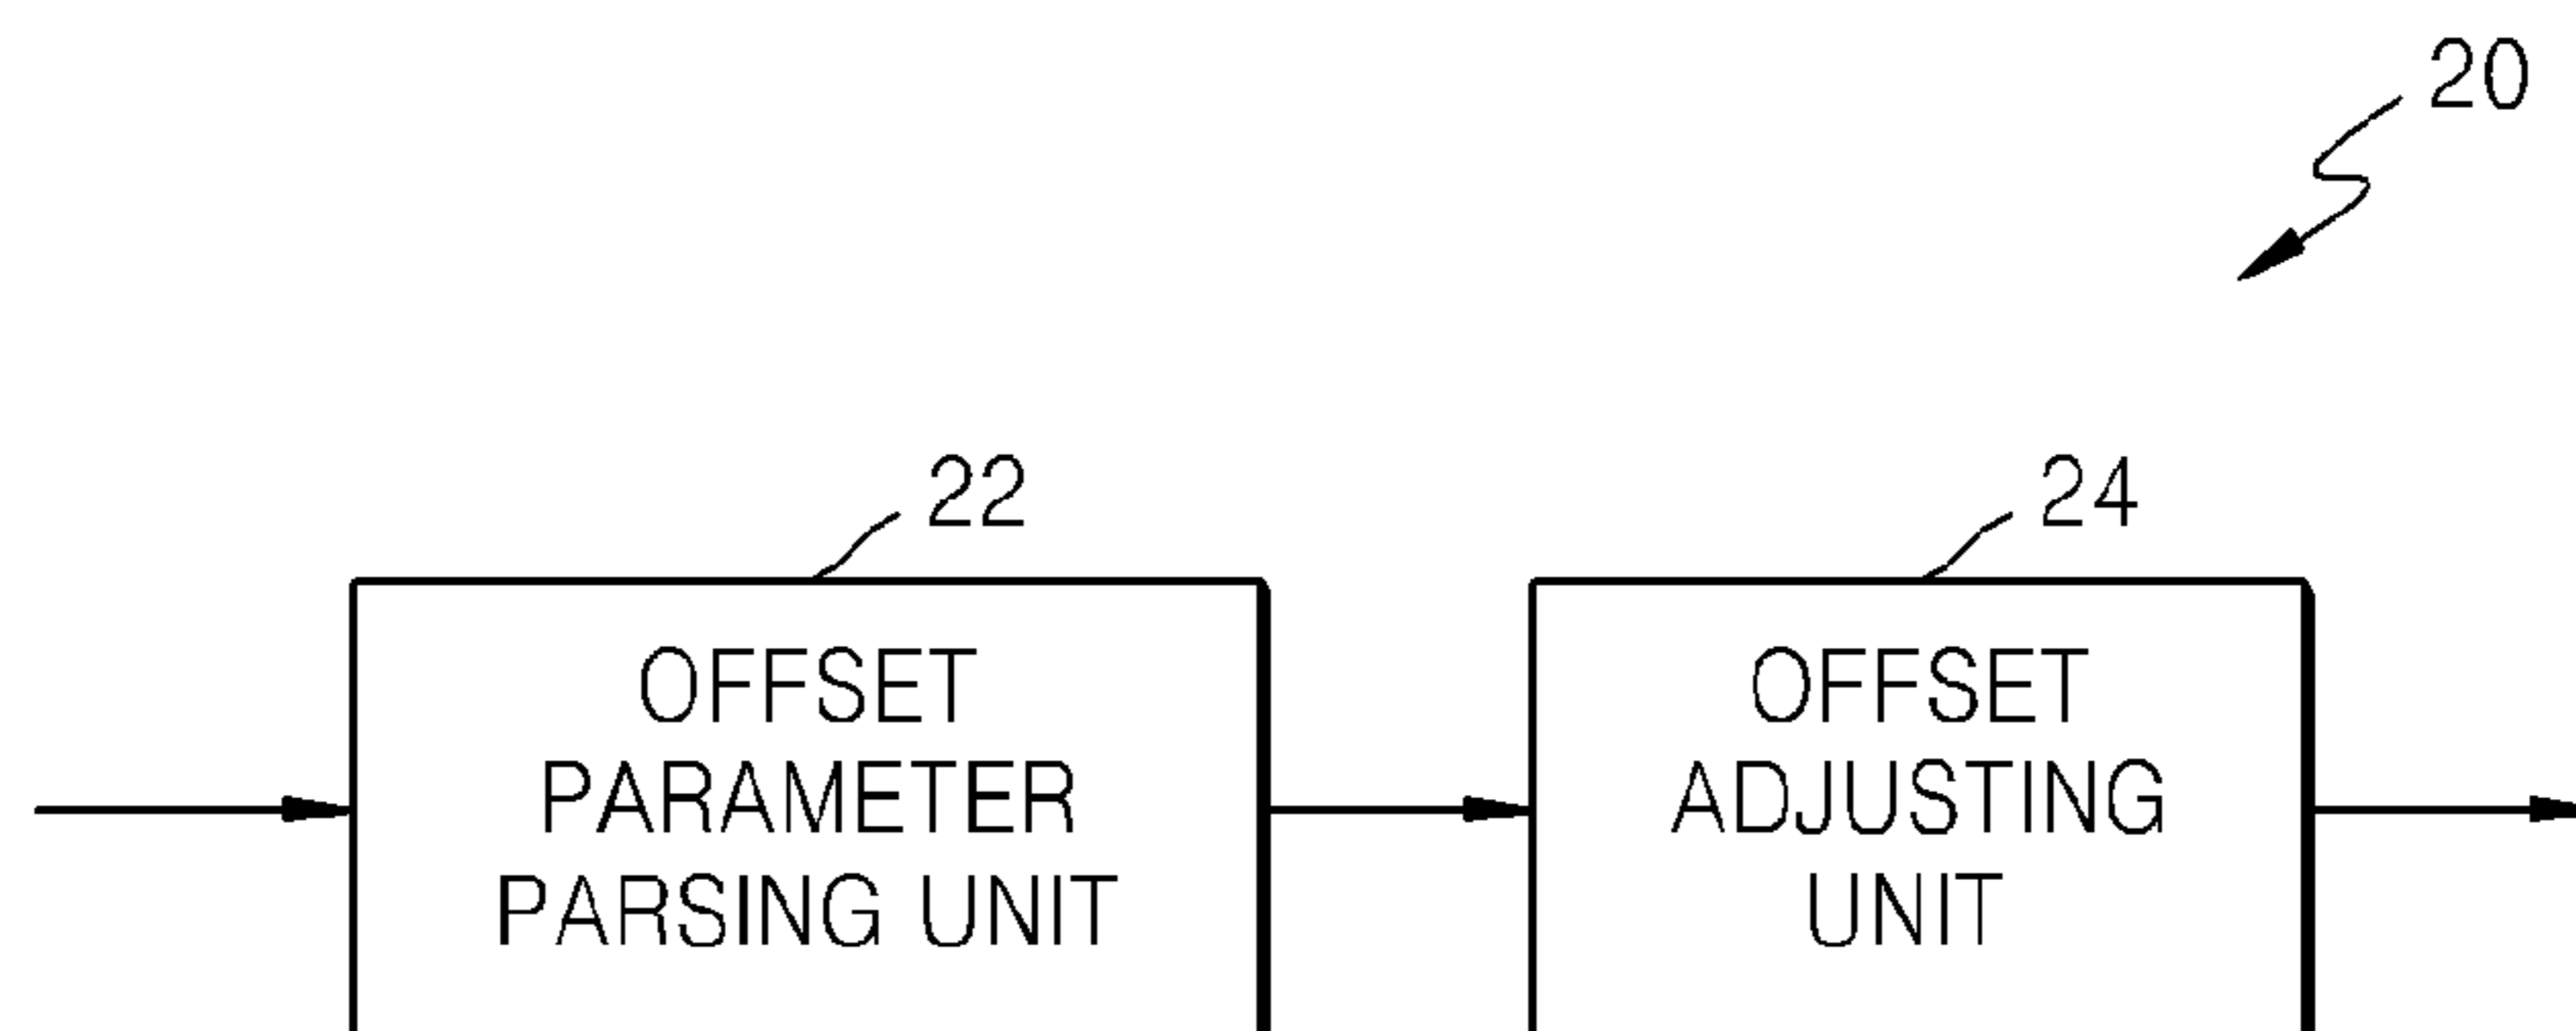 20
22
OFFSET
PARAMETER
PARSING UNIT
24
OFFSET
ADJUSTING
UNIT